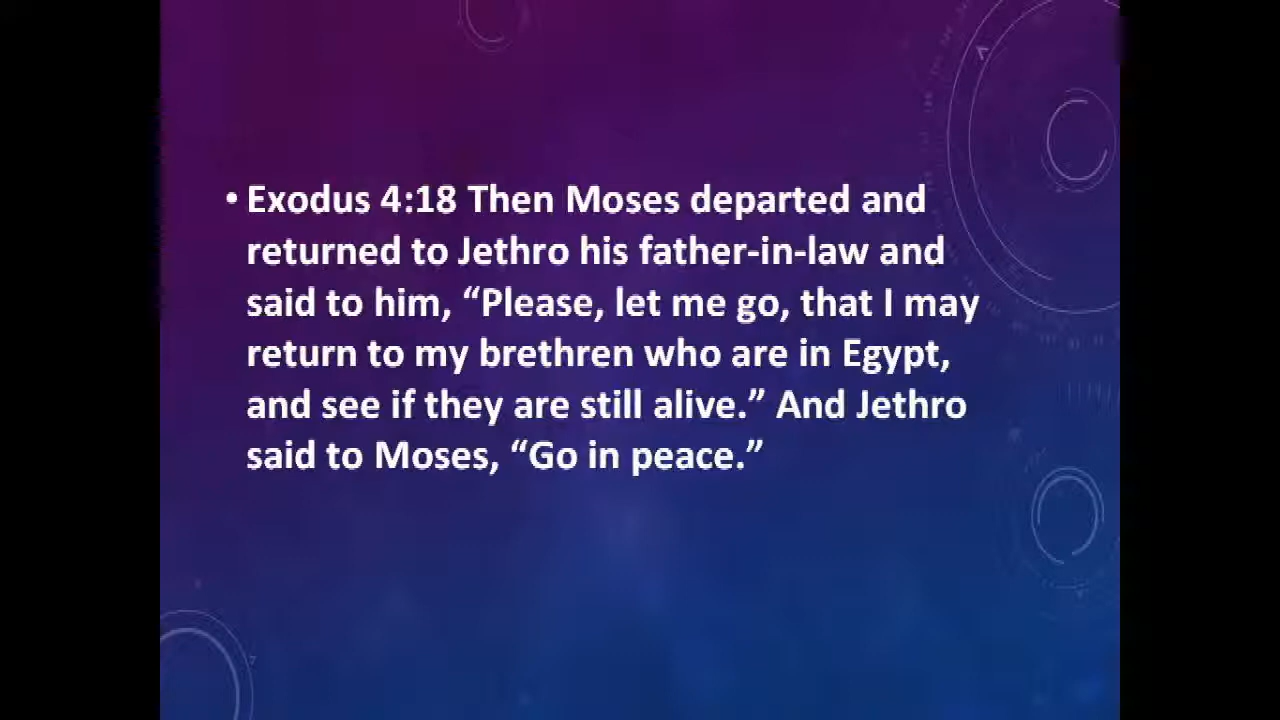 • Exodus 4:18 Then Moses departed and
returned to Jethro his father-in-law and
said to him, “Please, let me go, that I may
return to my brethren who are in Egypt,
and see if they are still alive.” And Jethro
said to Moses, “Go in peace.”